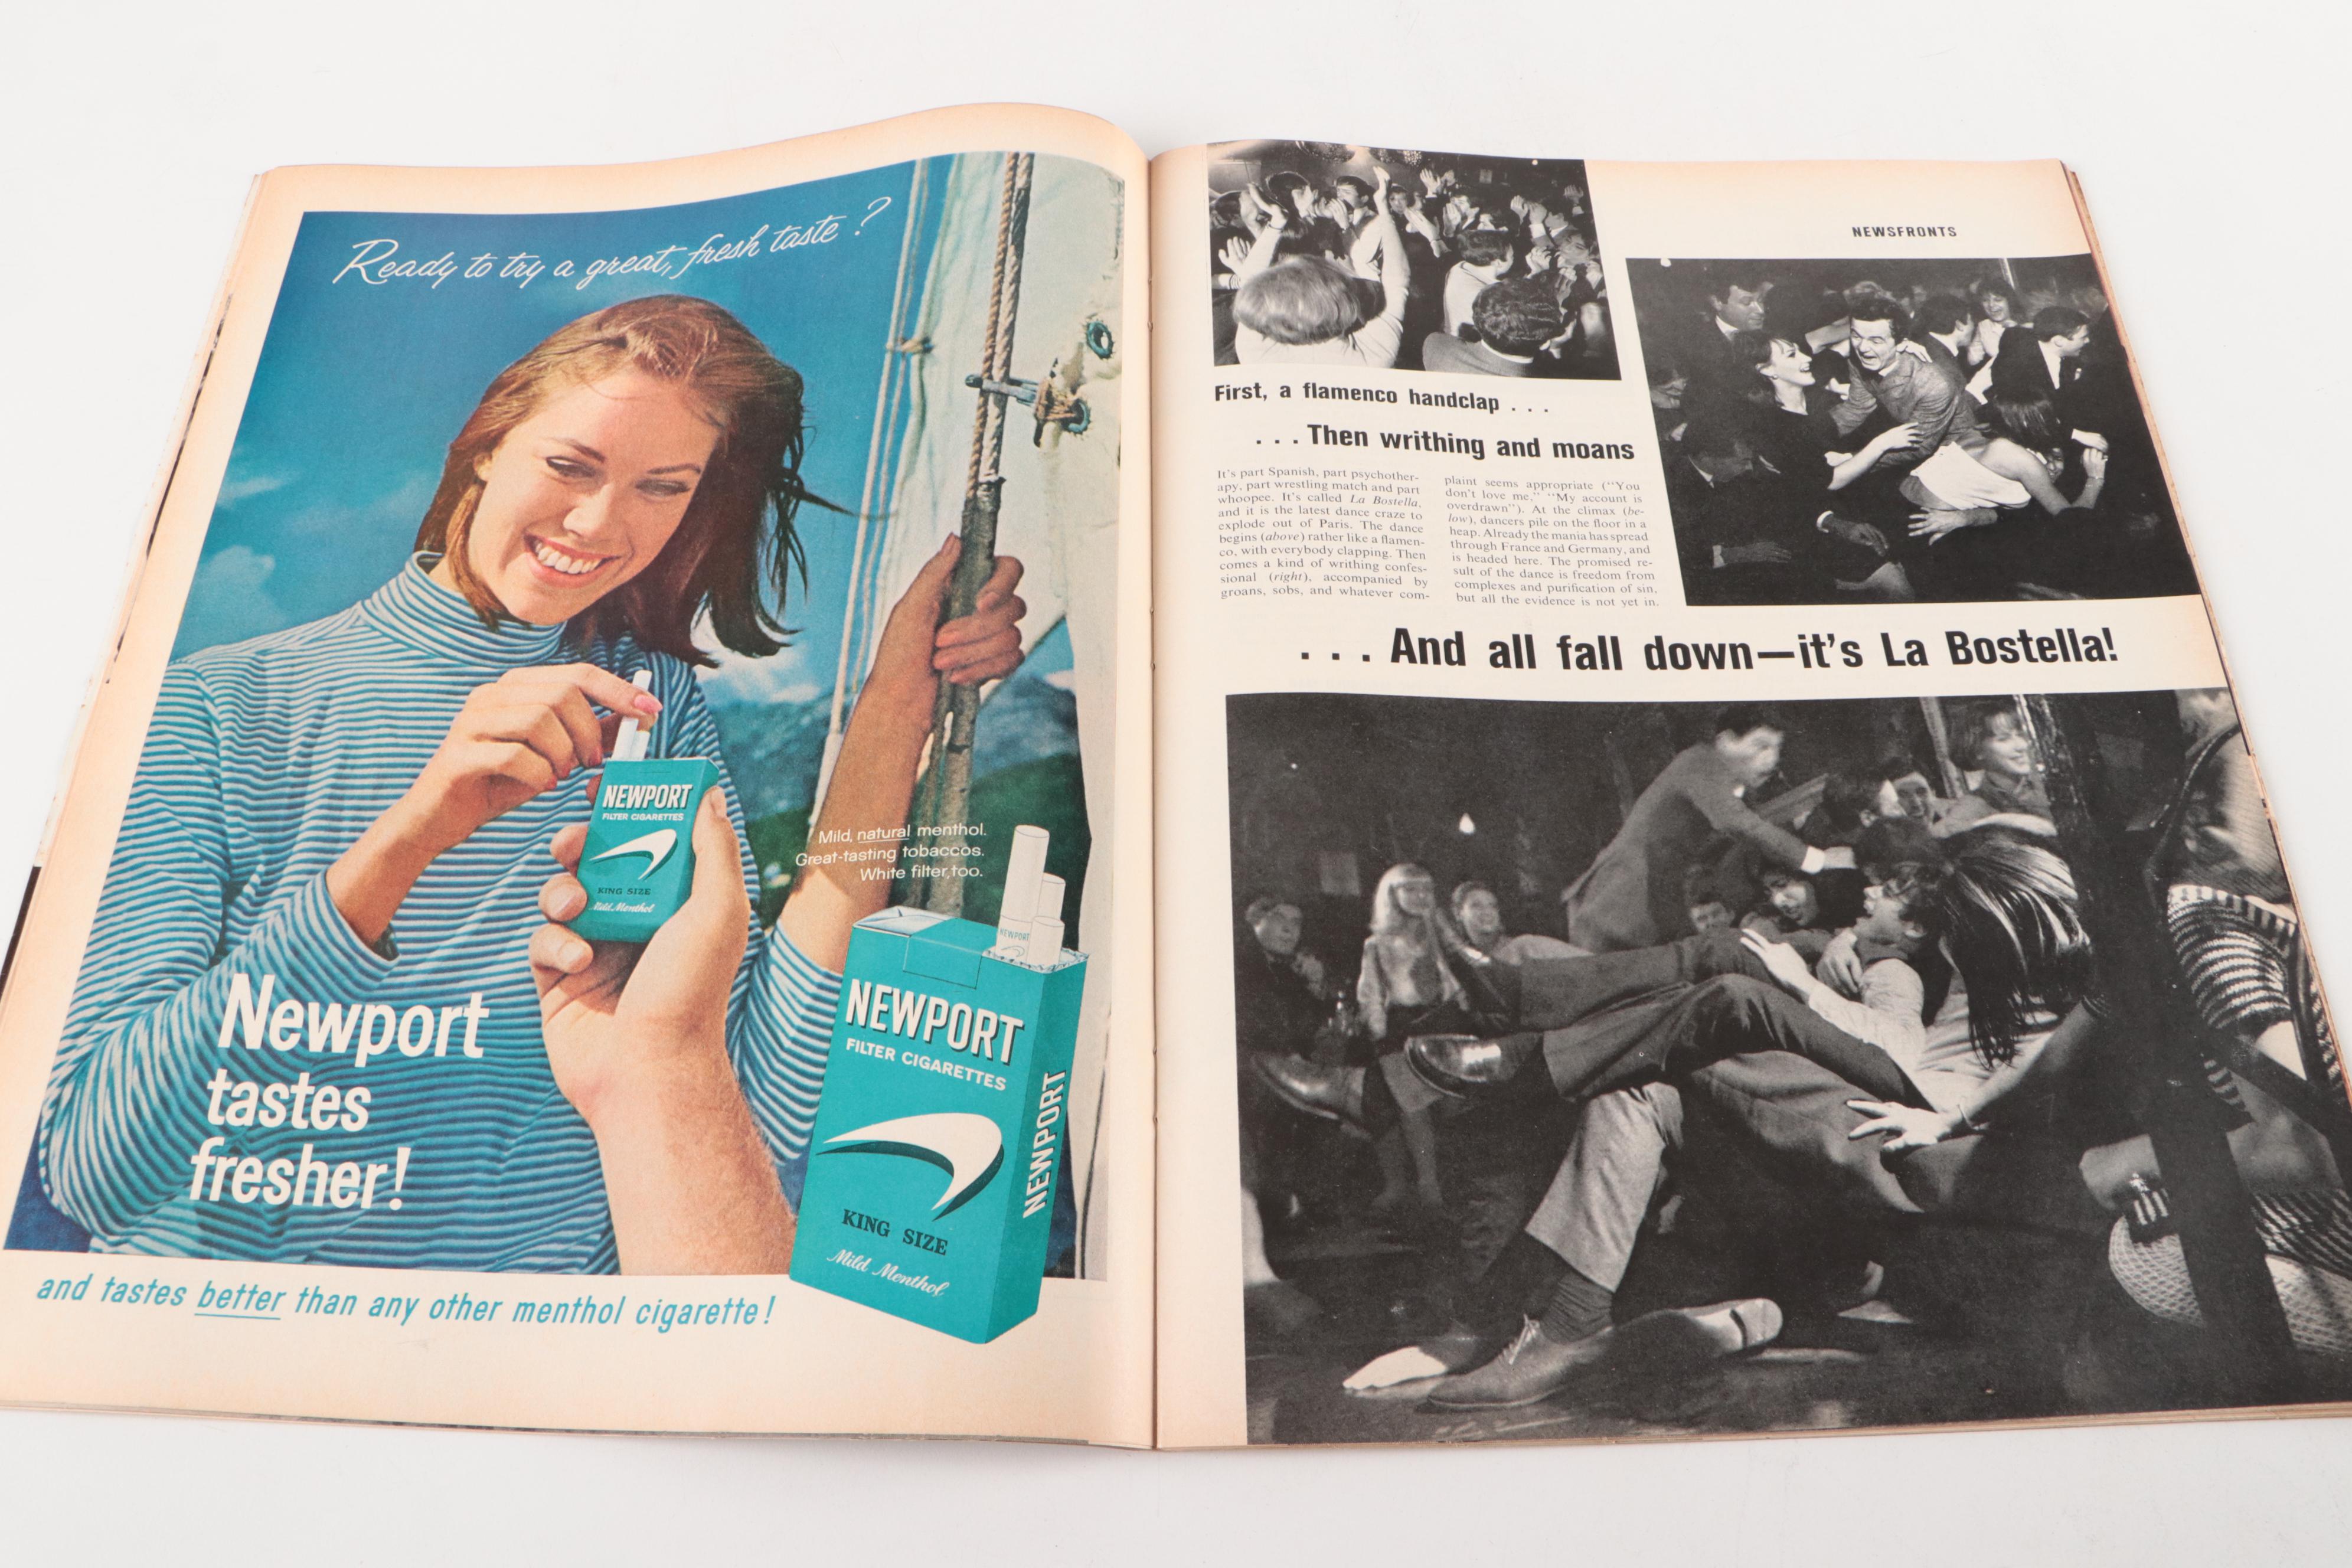 Ready to try a great, fresh taste?
NEWPORT
FILTER CIGARETTES
KING SIZE
Mild Menthol
Mild, natural menthol.
Great-tasting tobaccos.
White filter, too.
NEWPORT
NEWPORT
FILTER CIGARETTES
NEWPORT
KING SIZE
Mild Menthol
Newport
tastes
fresher!
and tastes better than any other menthol cigarette!
NEWSFRONTS
First, a flamenco handclap . . .
. . . Then writhing and moans
It's part Spanish, part psychother-
apy, part wrestling match and part
whoopee. It's called La Bostella,
and it is the latest dance craze to
explode out of Paris. The dance
begins (above) rather like a flamen-
co, with everybody clapping. Then
comes a kind of writhing confes-
sional (right), accompanied by
groans, sobs, and whatever com-
plaint seems appropriate ("You
don't love me," "My account is
overdrawn"). At the climax (be-
low), dancers pile on the floor in a
heap. Already the mania has spread
through France and Germany, and
is headed here. The promised re-
sult of the dance is freedom from
complexes and purification of sin,
but all the evidence is not yet in.
. . . And all fall down—it's La Bostella!